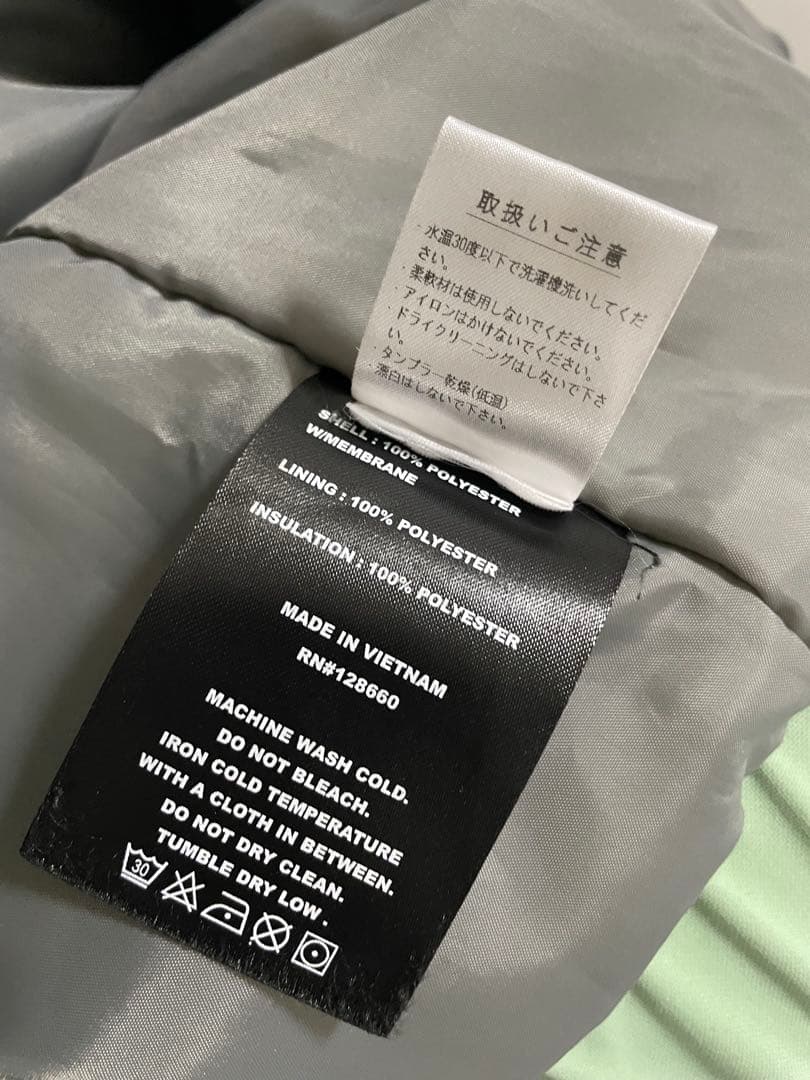 取扱いご注意
・水温30度以下で洗濯機洗いしてくだ
さい。
・柔軟材は使用しないでください。
・アイロンはかけないでください。
・ドライクリーニングはしないで下さ
い。
・タンブラー乾燥(低温)
漂白はしないで下さい。
SHELL : 100% POLYESTER
W/MEMBRANE
LINING : 100% POLYESTER
INSULATION : 100% POLYESTER
MADE IN VIETNAM
RN#128660
MACHINE WASH COLD.
DO NOT BLEACH.
IRON COLD TEMPERATURE
WITH A CLOTH IN BETWEEN.
DO NOT DRY CLEAN.
TUMBLE DRY LOW.
30